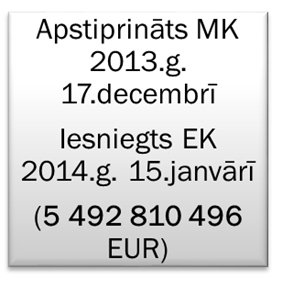 Apstiprināts MK
2013.g.
17.decembrī
Iesniegts EK
2014.g. 15.janvārī
(5 492 810 496
EUR)